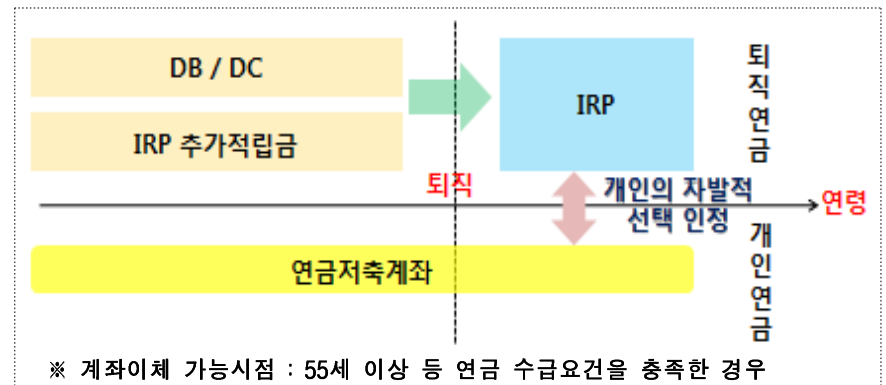 DB / DC
IRP 추가적립금
IRP
퇴직연금
퇴직
개인의 자발적
선택 인정
연령
연금저축계좌
개인연금
※ 계좌이체 가능시점 : 55세 이상 등 연금 수급요건을 충족한 경우